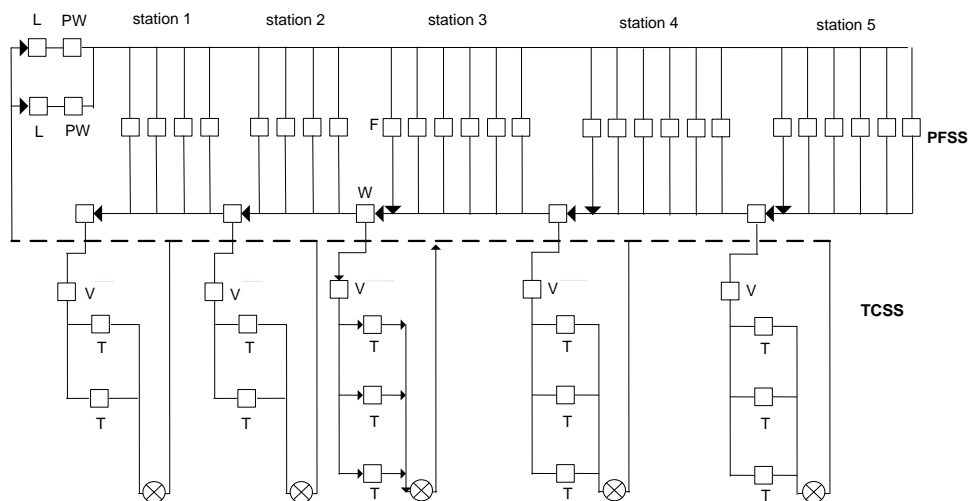 L PW station 1 station 2 station 3 station 4 station 5
L PW F PFSS
W
V V V V V TCSS
T T T T T
T T T T T
T T T